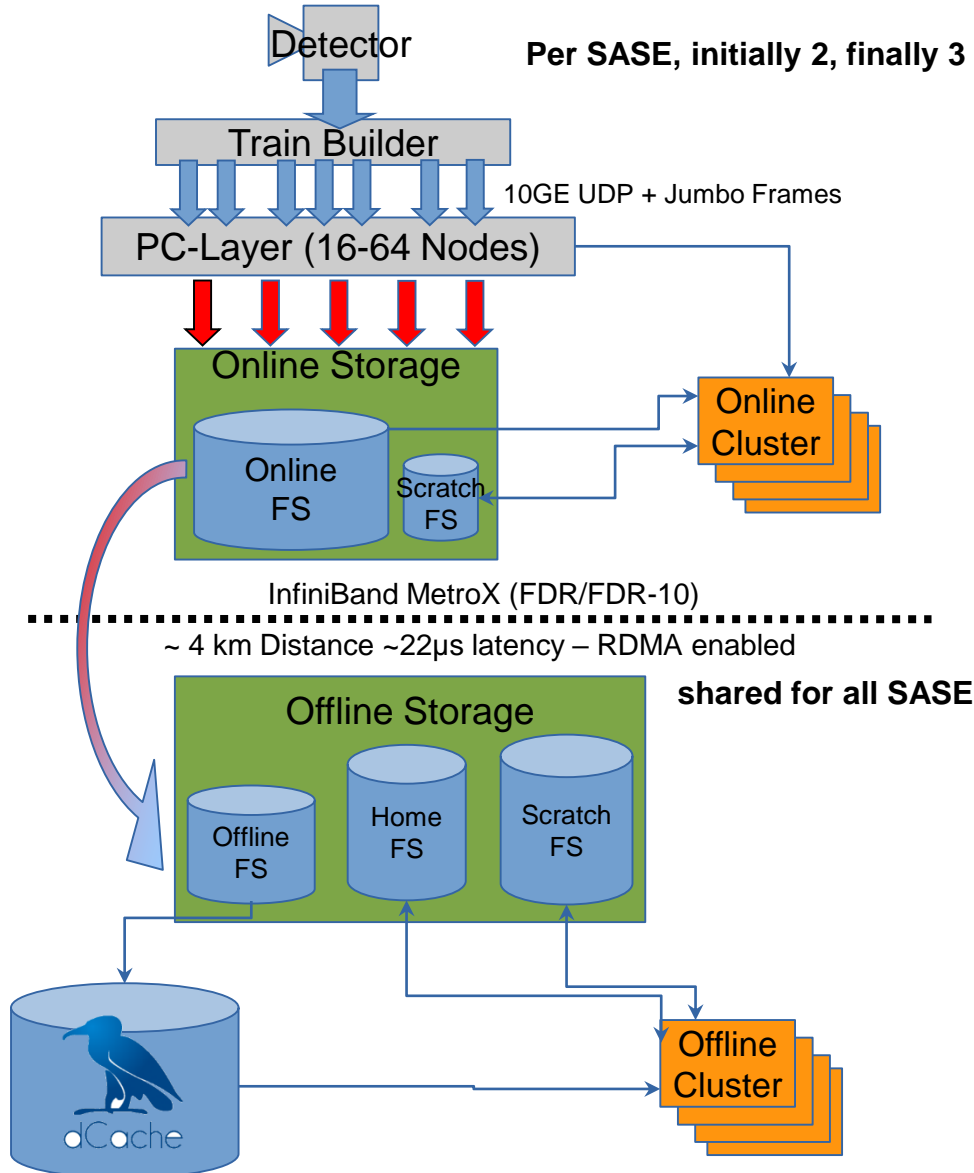 Detector
Per SASE, initially 2, finally 3
Train Builder
10GE UDP + Jumbo Frames
PC-Layer (16-64 Nodes)
Online Storage
Online
Cluster
Online
FS
Scratch
FS
InfiniBand MetroX (FDR/FDR-10)
~ 4 km Distance ~22µs latency – RDMA enabled
shared for all SASE
Offline Storage
Offline
FS
Home
FS
Scratch
FS
Offline
Cluster
dCache